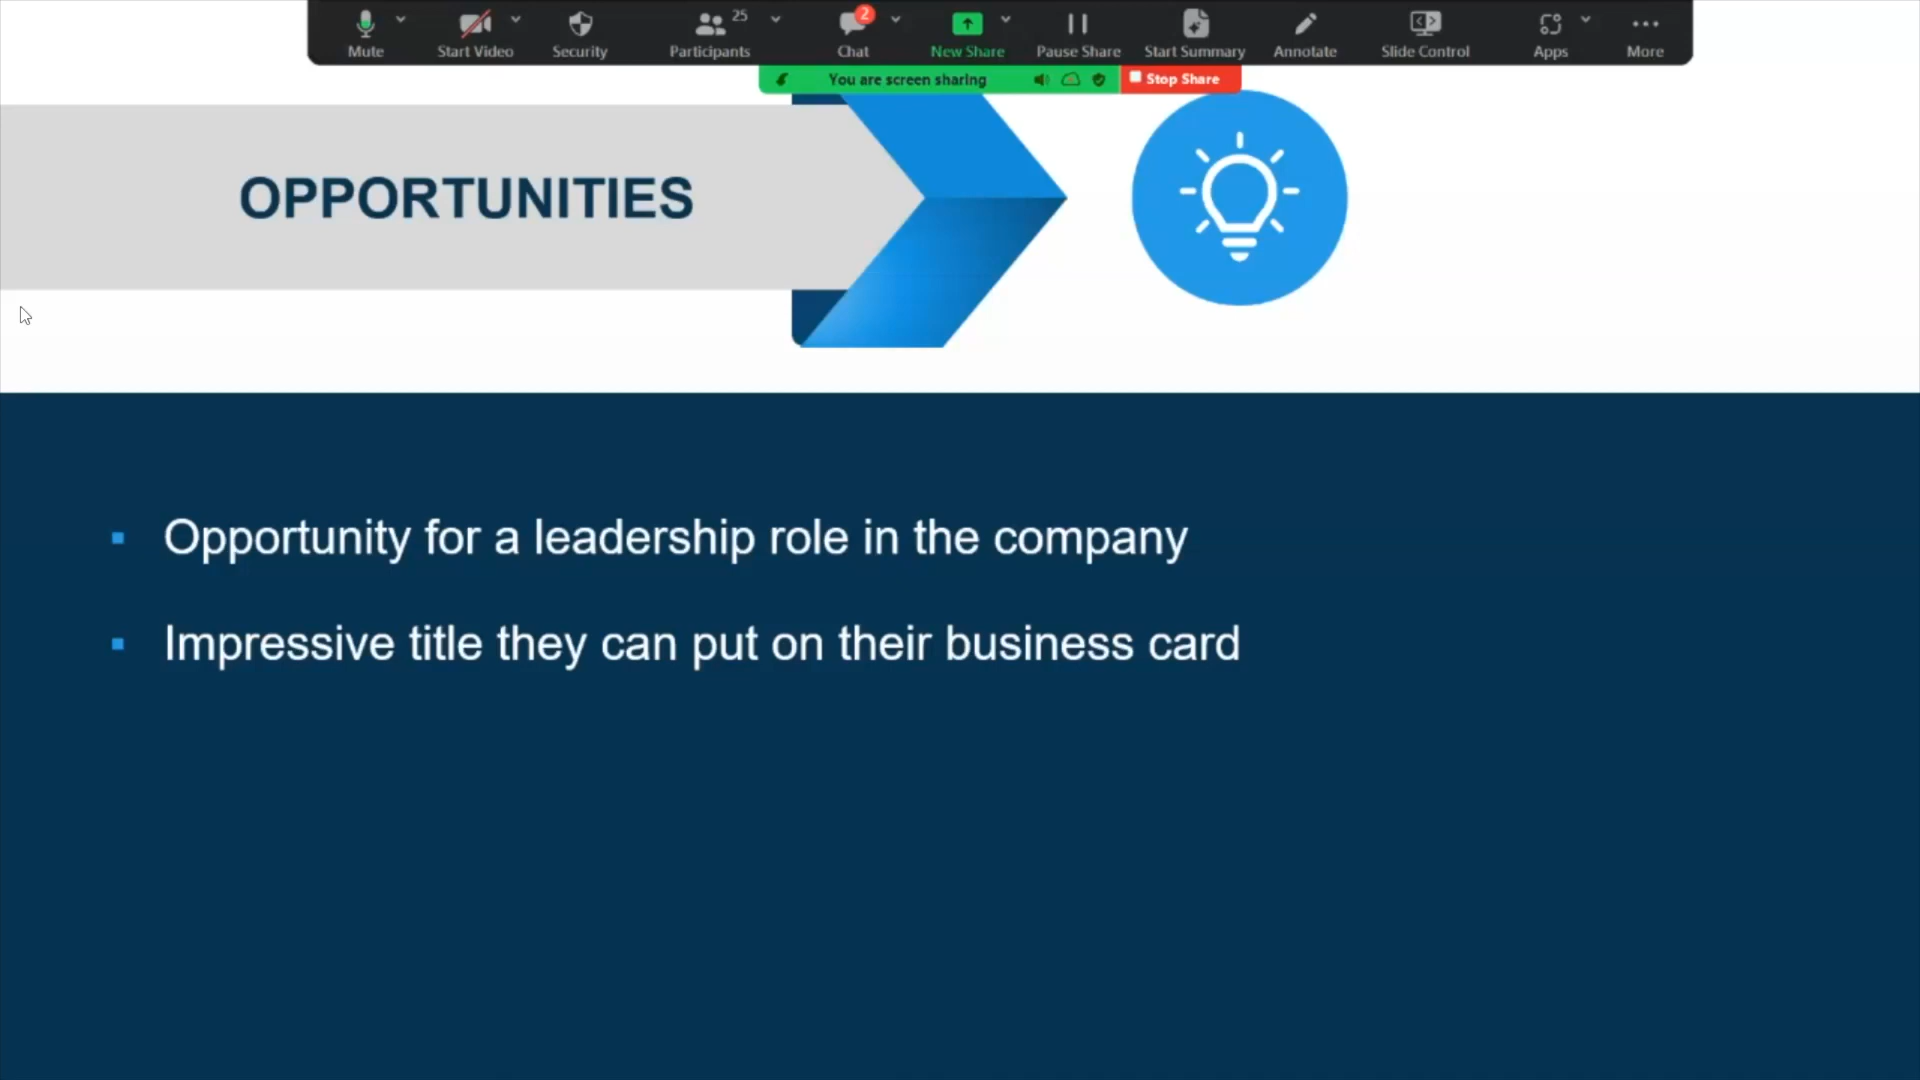 Mute
Start Video
Security
Participants
25
Chat
2
New Share
Pause Share
Start Summary
Annotate
Slide Control
Apps
More
You are screen sharing
Stop Share
OPPORTUNITIES
Opportunity for a leadership role in the company
Impressive title they can put on their business card